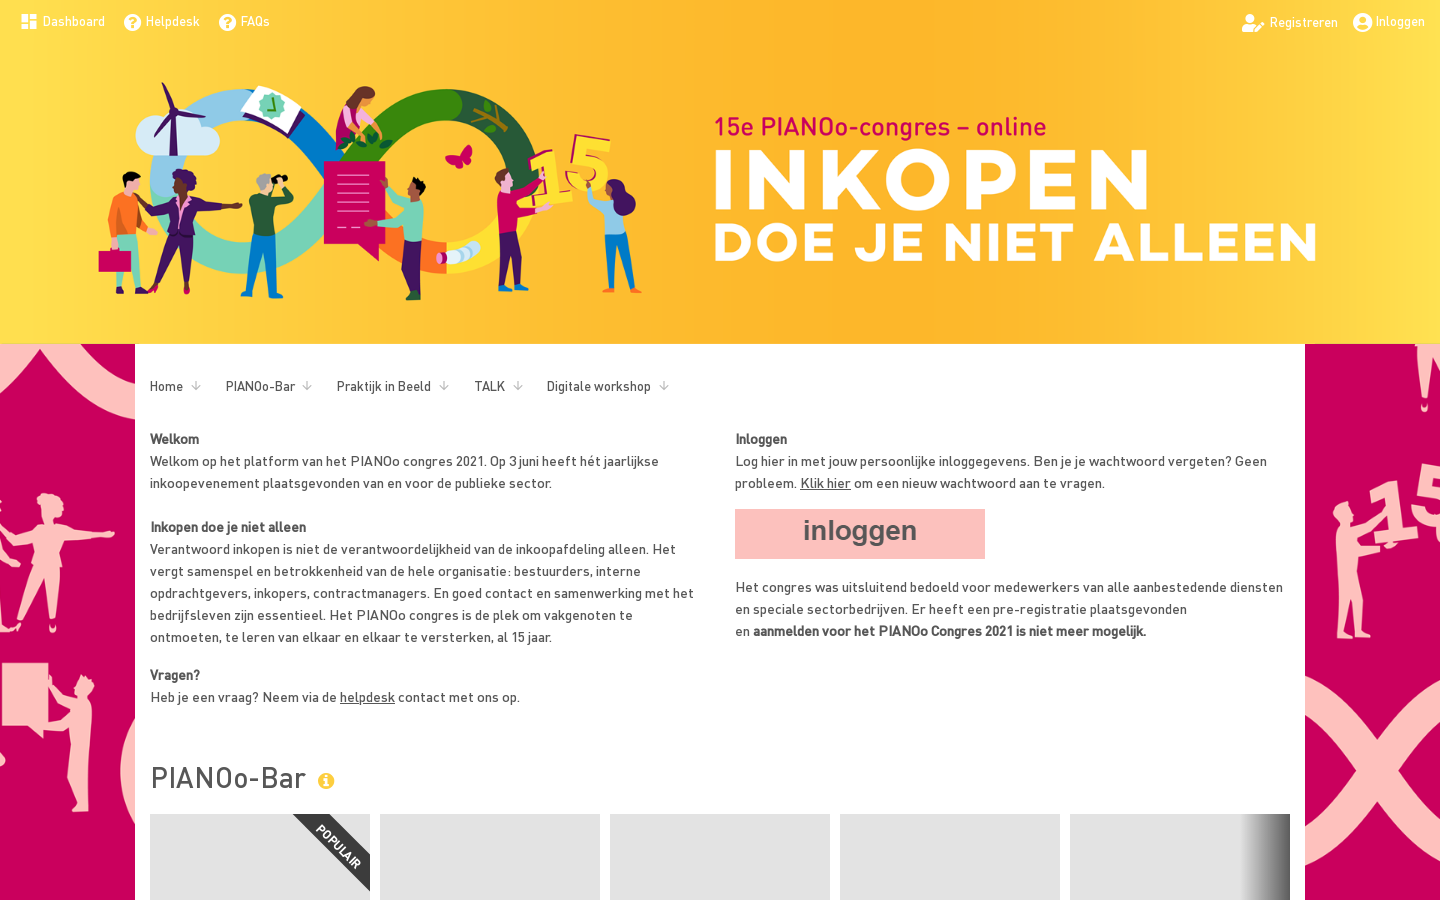 Dashboard
Helpdesk
FAQs
Registreren
Inloggen
15
15e PIANOo-congres – online
INKOPEN
DOE JE NIET ALLEEN
Home
PIANOo-Bar
Praktijk in Beeld
TALK
Digitale workshop
Welkom
Welkom op het platform van het PIANOo congres 2021. Op 3 juni heeft hét jaarlijkse
inkoopevenement plaatsgevonden van en voor de publieke sector.
Inkopen doe je niet alleen
Verantwoord inkopen is niet de verantwoordelijkheid van de inkoopafdeling alleen. Het
vergt samenspel en betrokkenheid van de hele organisatie: bestuurders, interne
opdrachtgevers, inkopers, contractmanagers. En goed contact en samenwerking met het
bedrijfsleven zijn essentieel. Het PIANOo congres is de plek om vakgenoten te
ontmoeten, te leren van elkaar en elkaar te versterken, al 15 jaar.
Vragen?
Heb je een vraag? Neem via de helpdesk contact met ons op.
Inloggen
Log hier in met jouw persoonlijke inloggegevens. Ben je je wachtwoord vergeten? Geen
probleem. Klik hier om een nieuw wachtwoord aan te vragen.
inloggen
Het congres was uitsluitend bedoeld voor medewerkers van alle aanbestedende diensten
en speciale sectorbedrijven. Er heeft een pre-registratie plaatsgevonden
en aanmelden voor het PIANOo Congres 2021 is niet meer mogelijk.
15
PIANOo-Bar
POPULAIR